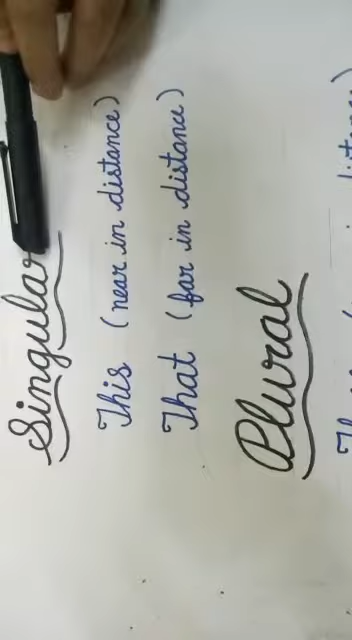 Singular
This (near in distance)
That (far in distance)
Plural